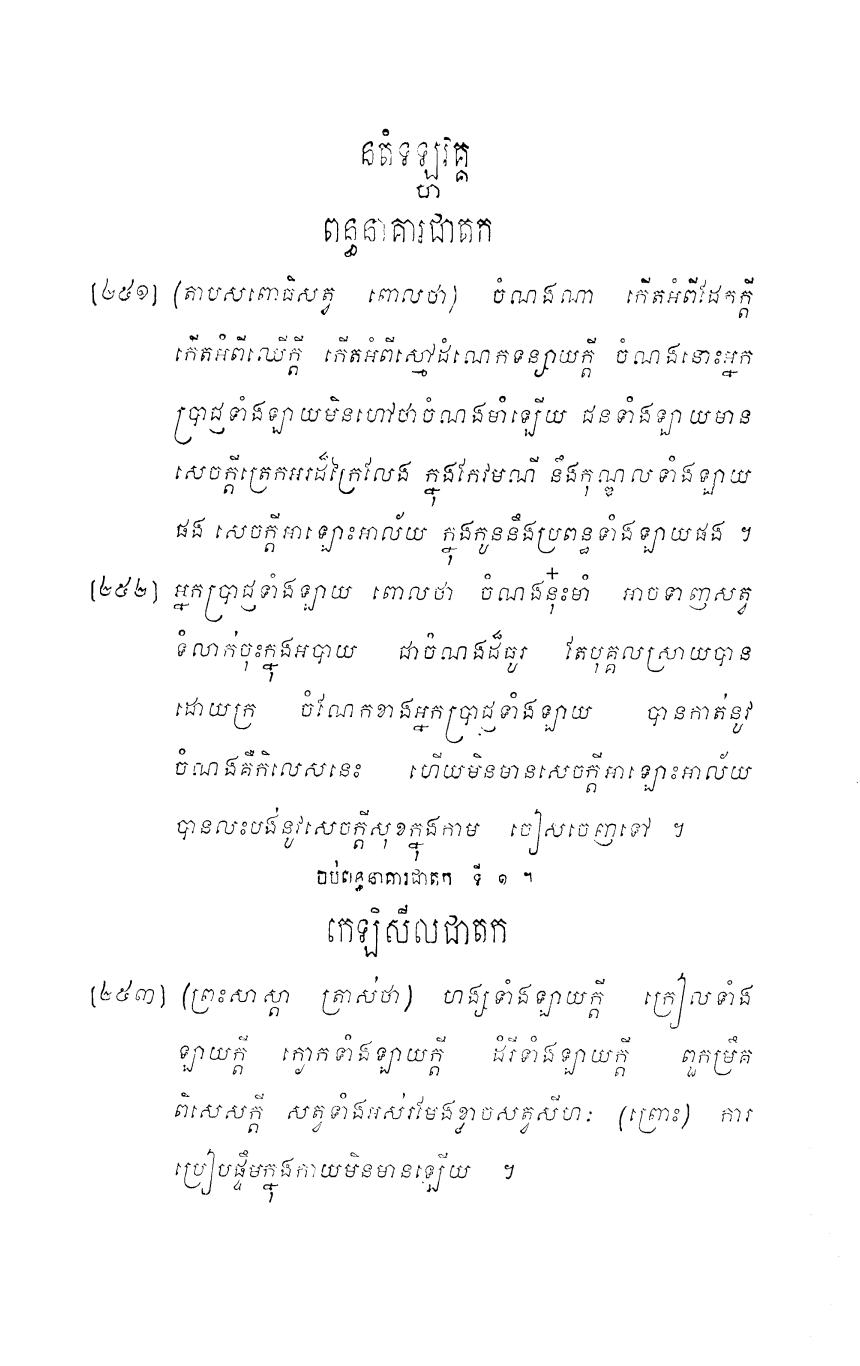 នតំទឡ្ហវគ្គ
ពន្ធនាគារជាតក
[២៥១] (តាបសពោធិសត្វ ពោលថា) ចំណងណា កើតអំពីដែកក្តី
កើតអំពីឈើក្តី កើតអំពីស្មៅដំណេកទន្សាយក្តី ចំណងនោះអ្នក
ប្រាជ្ញទាំងឡាយមិនហៅថាចំណងមាំឡើយ ជនទាំងឡាយមាន
សេចក្តីត្រេកអរដ៏ក្រៃលែង ក្នុងកែវមណី នឹងកុណ្ឌលទាំងឡាយ
ផង សេចក្តីអាឡោះអាល័យ ក្នុងកូននឹងប្រពន្ធទាំងឡាយផង ។
[២៥២] អ្នកប្រាជ្ញទាំងឡាយ ពោលថា ចំណងនុ៎ះមាំ អាចទាញសត្វ
ទំលាក់ចុះក្នុងអបាយ ជាចំណងដ៏ធូរ តែបុគ្គលស្រាយបាន
ដោយក្រ ចំណែកខាងអ្នកប្រាជ្ញទាំងឡាយ បានកាត់នូវ
ចំណងគឺកិលេសនេះ ហើយមិនមានសេចក្តីអាឡោះអាល័យ
បានលះបង់នូវសេចក្តីសុខក្នុងកាម ចៀសចេញទៅ ។
ចប់ពន្ធនាគារជាតក ទី ១ ។
កេឡិសីលជាតក
[២៥៣] (ព្រះសាស្តា ត្រាស់ថា) ហង្សទាំងឡាយក្តី ក្រៀលទាំង
ឡាយក្តី ក្ងោកទាំងឡាយក្តី ដំរីទាំងឡាយក្តី ពួកម្រឹគ
ពិសេសក្តី សត្វទាំងអស់រមែងខ្លាចសត្វសីហៈ (ព្រោះ) ការ
ប្រៀបផ្ទឹមក្នុងកាយមិនមានឡើយ ។